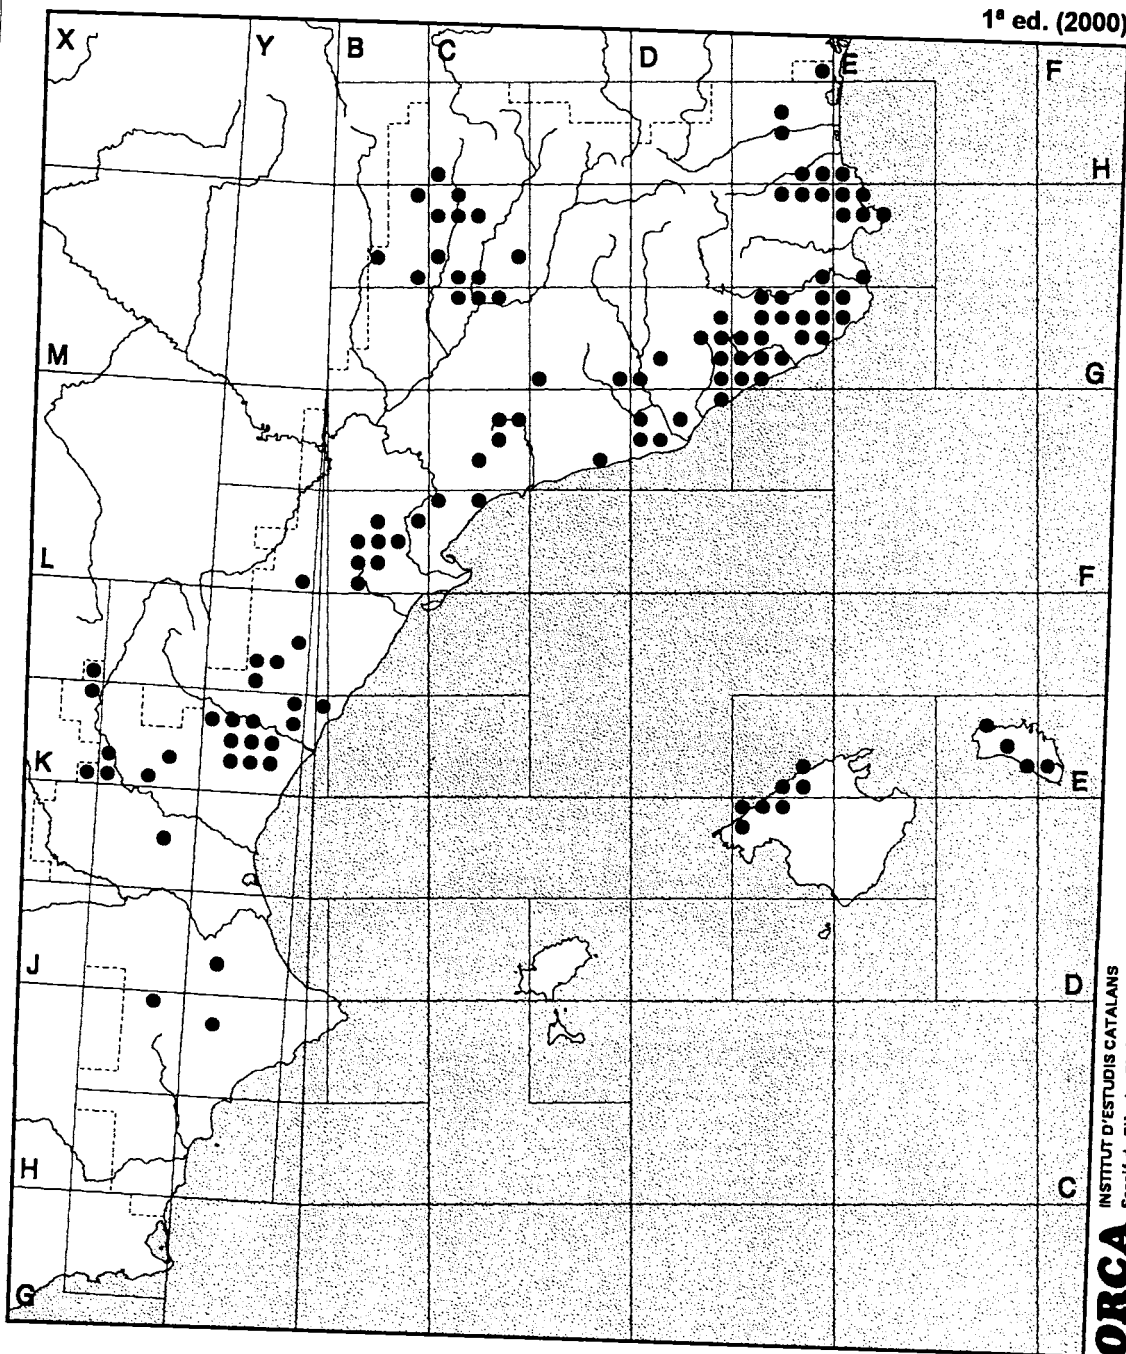 1ª ed. (2000)
X Y B C D E F
H
M
G
L
F
K
E
J
D
H
C
G
ORCA
INSTITUT D'ESTUDIS CATALANS